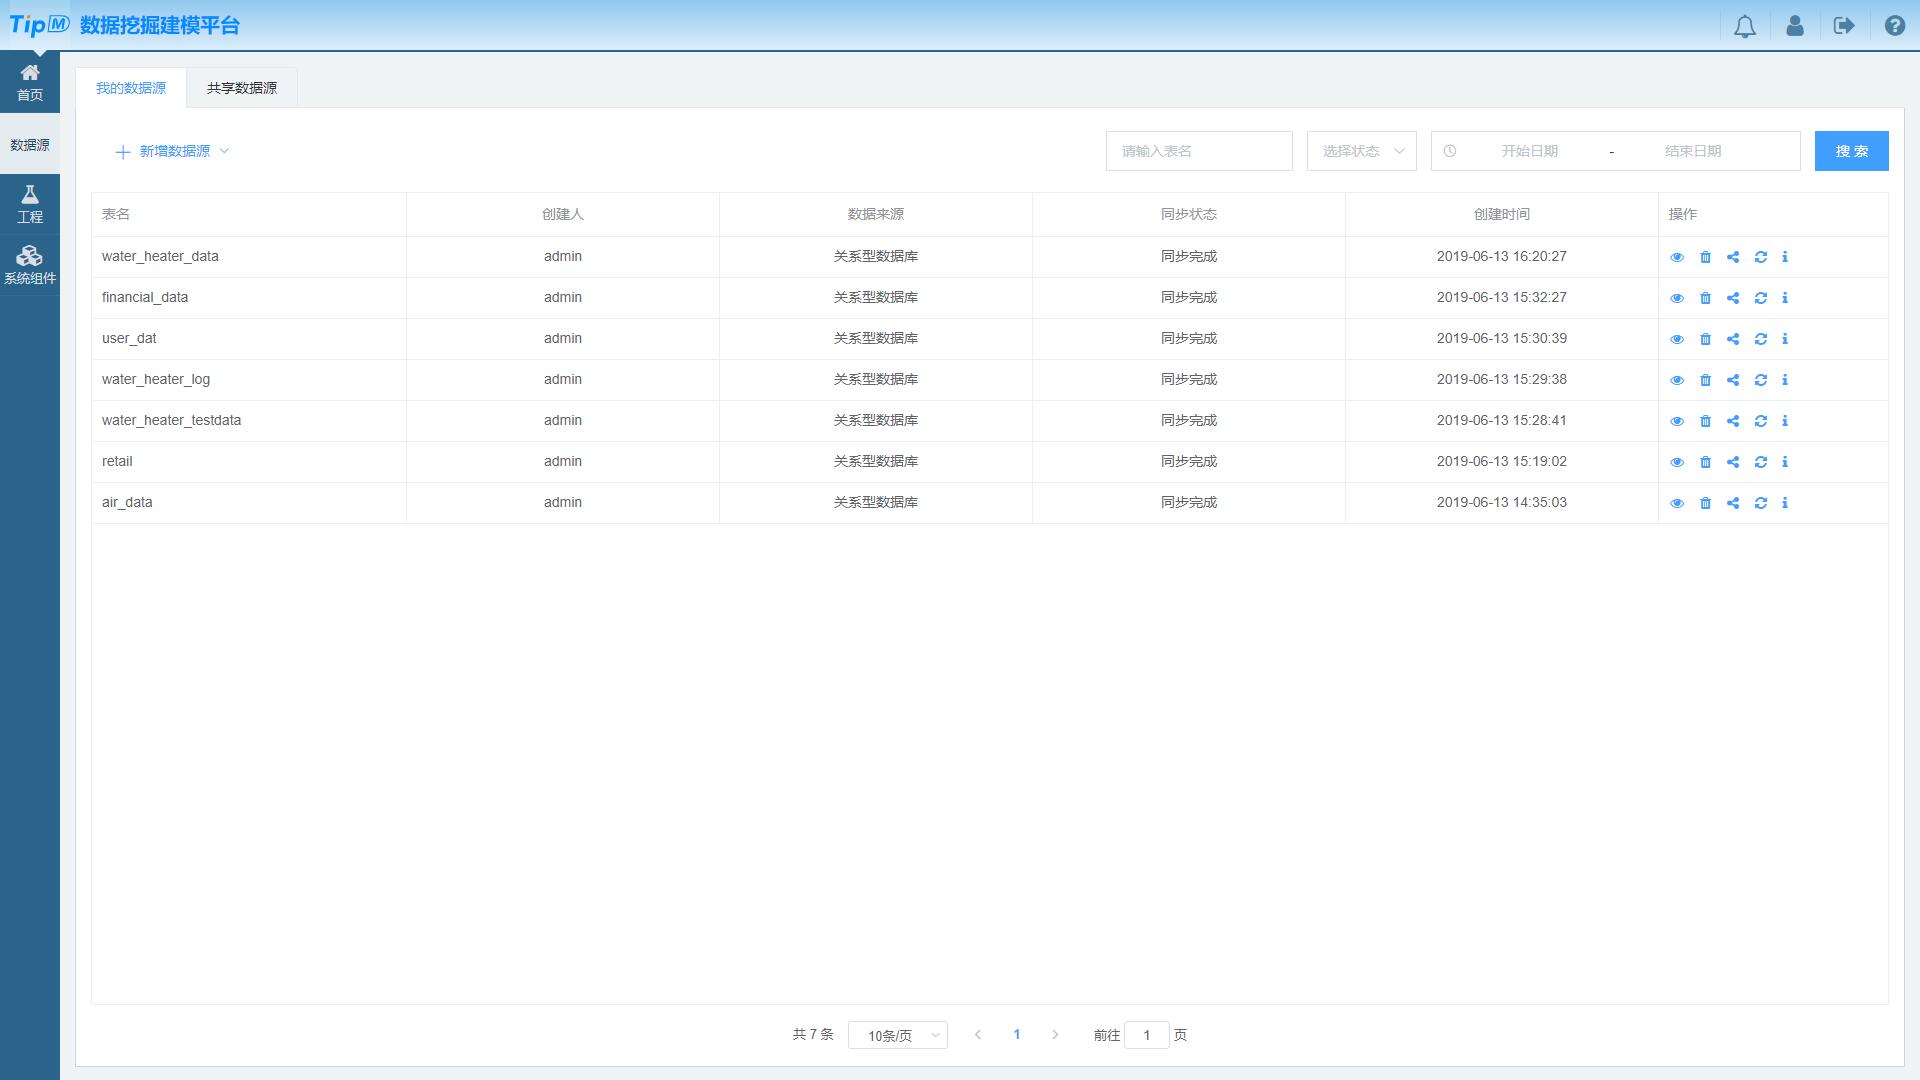 TipDM 数据挖掘建模平台
首页
数据源
工程
系统组件
我的数据源 共享数据源
新增数据源 请输入表名 选择状态 开始日期 - 结束日期 搜 索
表名 创建人 数据来源 同步状态 创建时间 操作
water_heater_data admin 关系型数据库 同步完成 2019-06-13 16:20:27
financial_data admin 关系型数据库 同步完成 2019-06-13 15:32:27
user_dat admin 关系型数据库 同步完成 2019-06-13 15:30:39
water_heater_log admin 关系型数据库 同步完成 2019-06-13 15:29:38
water_heater_testdata admin 关系型数据库 同步完成 2019-06-13 15:28:41
retail admin 关系型数据库 同步完成 2019-06-13 15:19:02
air_data admin 关系型数据库 同步完成 2019-06-13 14:35:03
共 7 条 10条/页 1 前往 1 页